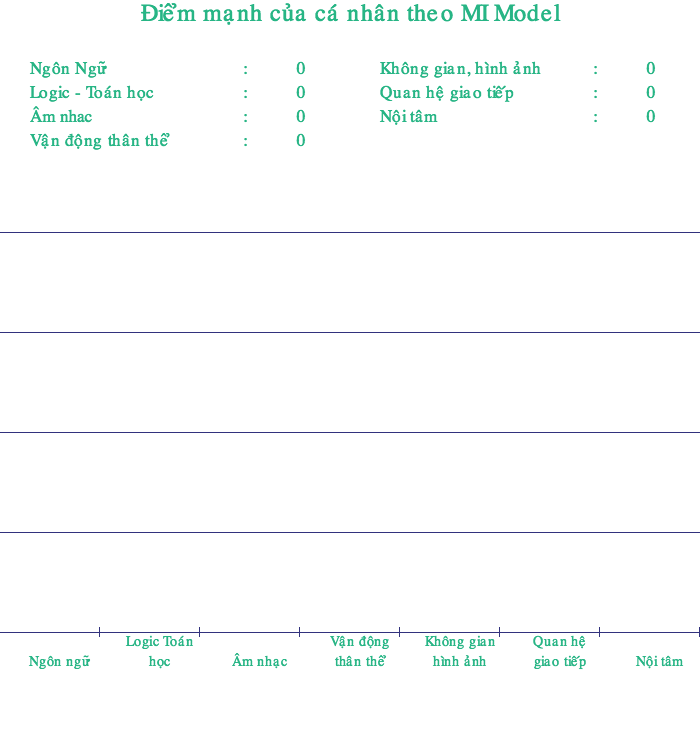 Điểm mạnh của cá nhân theo MI Model
Ngôn Ngữ : 0 Không gian, hình ảnh : 0
Logic - Toán học : 0 Quan hệ giao tiếp : 0
Âm nhac : 0 Nội tâm : 0
Vận động thân thể : 0
Logic Toán Vận động Không gian Quan hệ
Ngôn ngữ học Âm nhạc thân thể hình ảnh giao tiếp Nội tâm